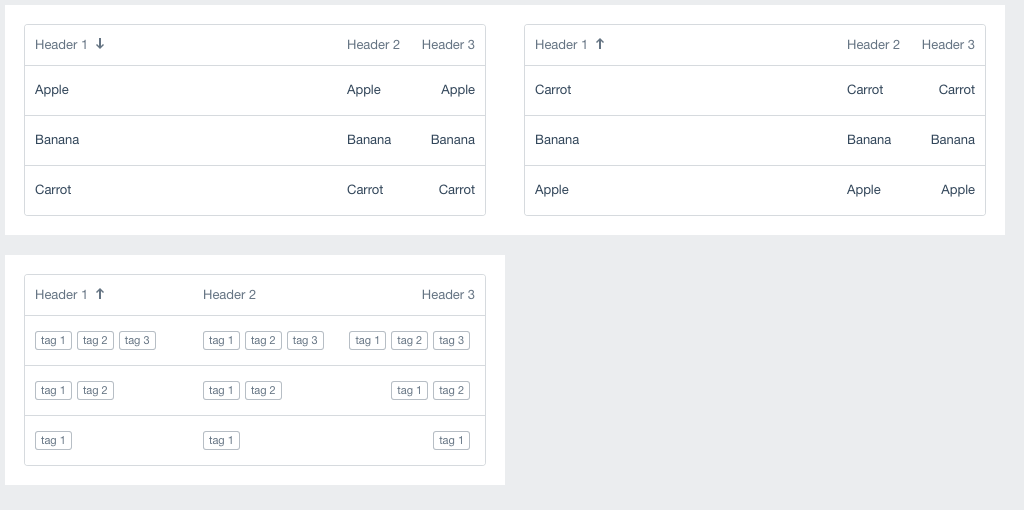 Header 1 ↓ Header 2 Header 3
Apple Apple Apple
Banana Banana Banana
Carrot Carrot Carrot
Header 1 ↑ Header 2 Header 3
Carrot Carrot Carrot
Banana Banana Banana
Apple Apple Apple
Header 1 ↑ Header 2 Header 3
tag 1 tag 2 tag 3 tag 1 tag 2 tag 3 tag 1 tag 2 tag 3
tag 1 tag 2 tag 1 tag 2 tag 1 tag 2
tag 1 tag 1 tag 1